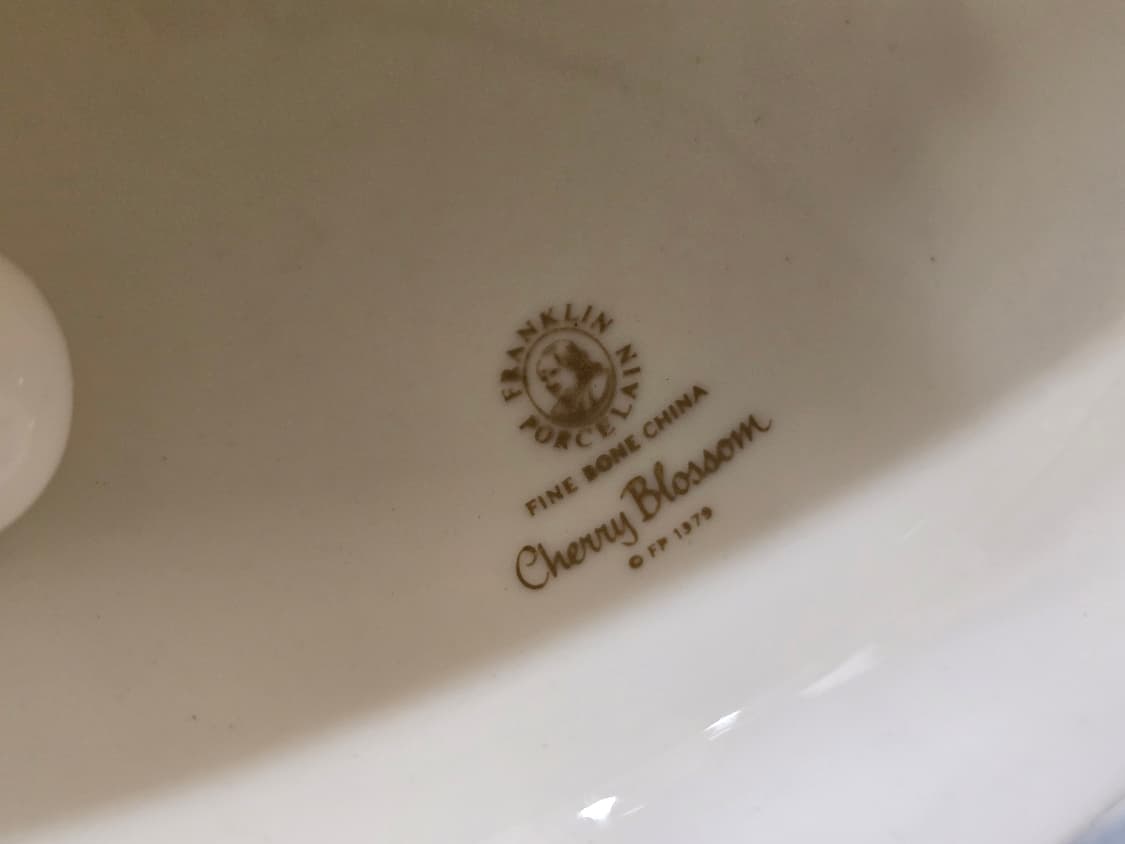 FRANKLIN
PORCELAIN
FINE BONE CHINA
Cherry Blossom
© FP 1979